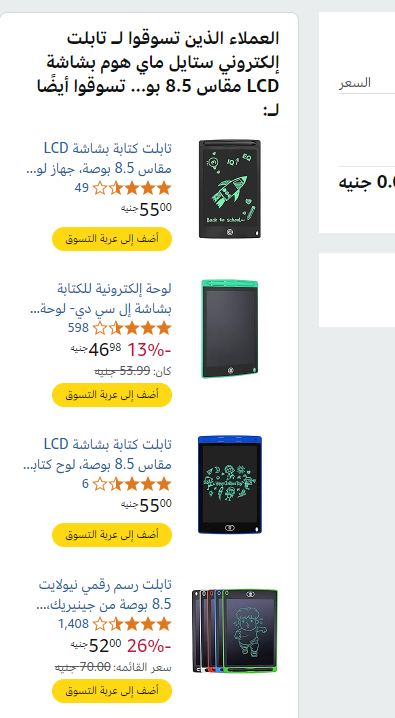 العملاء الذين تسوقوا لـ تابلت
إلكتروني ستايل ماي هوم بشاشة
LCD مقاس 8.5 بو... تسوقوا أيضًا
لـ:
السعر
0.0 جنيه
تابلت كتابة بشاشة LCD
مقاس 8.5 بوصة، جهاز لو...
49
55⁰⁰ جنيه
أضف إلى عربة التسوق
Back to school...
لوحة إلكترونية للكتابة
بشاشة إل سي دي- لوحة...
598
-13% 46⁹⁸ جنيه
كان: 53.99 جنيه
أضف إلى عربة التسوق
تابلت كتابة بشاشة LCD
مقاس 8.5 بوصة، لوح كتاب...
6
55⁰⁰ جنيه
أضف إلى عربة التسوق
تابلت رسم رقمي نيولايت
8.5 بوصة من جينيريك،...
1,408
-26% 52⁰⁰ جنيه
سعر القائمة: 70.00 جنيه
أضف إلى عربة التسوق